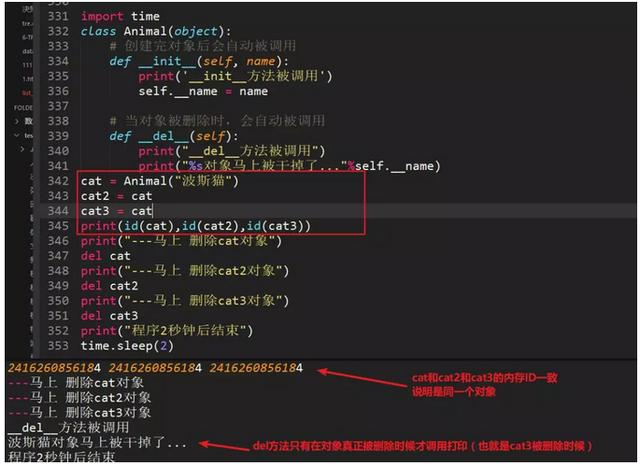 决策
tre.
6-TF
data
111
1.ht
list_
FOLDE
数
tes
330
331 import time
332 class Animal(object):
333 # 创建完对象后会自动被调用
334 def __init__(self, name):
335 print('__init__方法被调用')
336 self.__name = name
337
338 # 当对象被删除时，会自动被调用
339 def __del__(self):
340 print("__del__方法被调用")
341 print("%s对象马上被干掉了..."%self.__name)
342 cat = Animal("波斯猫")
343 cat2 = cat
344 cat3 = cat
345 print(id(cat),id(cat2),id(cat3))
346 print("---马上 删除cat对象")
347 del cat
348 print("---马上 删除cat2对象")
349 del cat2
350 print("---马上 删除cat3对象")
351 del cat3
352 print("程序2秒钟后结束")
353 time.sleep(2)
2416260856184 2416260856184 2416260856184
cat和cat2和cat3的内存ID一致
说明是同一个对象
---马上 删除cat对象
---马上 删除cat2对象
---马上 删除cat3对象
__del__方法被调用
波斯猫对象马上被干掉了...
del方法只有在对象真正被删除时候才调用打印（也就是cat3被删除时候）
程序2秒钟后结束